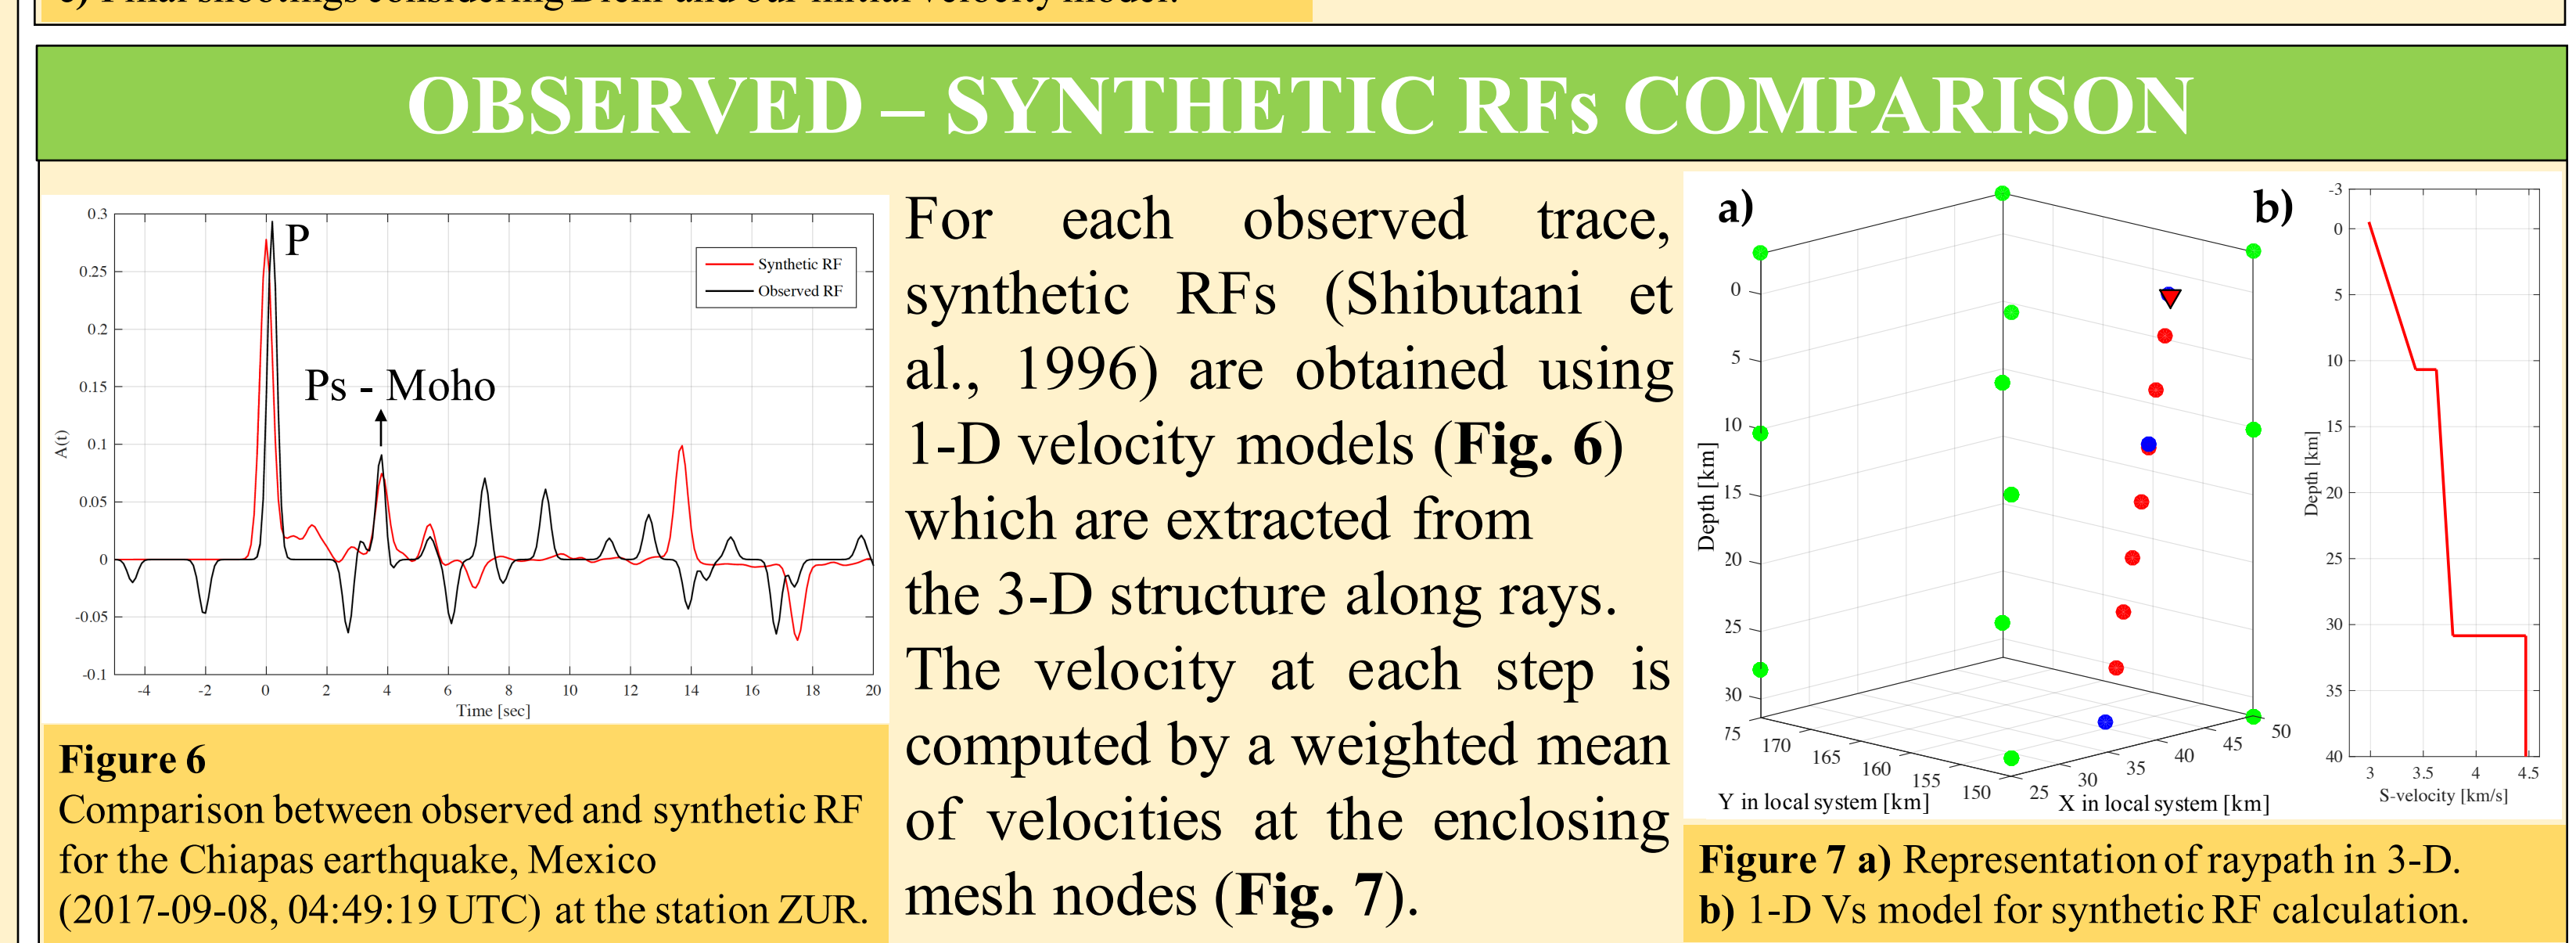 c) Final shootings considering Diehl and our initial velocity model.
OBSERVED – SYNTHETIC RFs COMPARISON
0.3
0.25
0.2
0.15
0.1
0.05
0
-0.05
-0.1
A(t)
P
Ps - Moho
Synthetic RF
Observed RF
-4 -2 0 2 4 6 8 10 12 14 16 18 20
Time [sec]
Figure 6
Comparison between observed and synthetic RF
for the Chiapas earthquake, Mexico
(2017-09-08, 04:49:19 UTC) at the station ZUR.
For each observed trace,
synthetic RFs (Shibutani et
al., 1996) are obtained using
1-D velocity models (Fig. 6)
which are extracted from
the 3-D structure along rays.
The velocity at each step is
computed by a weighted mean
of velocities at the enclosing
mesh nodes (Fig. 7).
a)
0
5
10
15
20
25
30
Depth [km]
75 170 165 160 155 150
Y in local system [km]
25 30 35 40 45 50
X in local system [km]
b)
-3
0
5
10
15
20
25
30
35
40
Depth [km]
3 3.5 4 4.5
S-velocity [km/s]
Figure 7 a) Representation of raypath in 3-D.
b) 1-D Vs model for synthetic RF calculation.